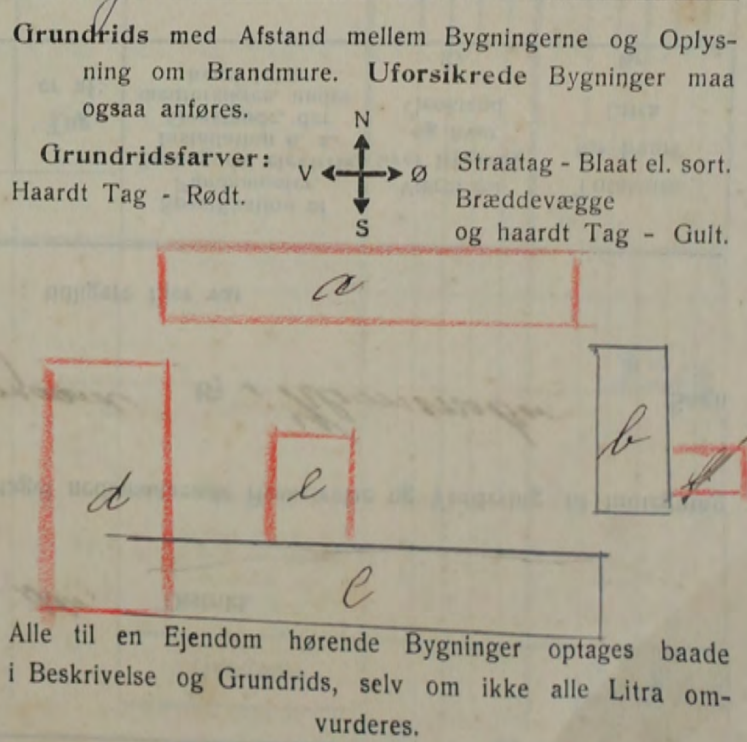 Grundrids med Afstand mellem Bygningerne og Oplys-
ning om Brandmure. Uforsikrede Bygninger maa
ogsaa anføres.
N
Grundridsfarver:
V Ø
Straatag - Blaat el. sort.
Haardt Tag - Rødt.
Bræddevægge
S
og haardt Tag - Gult.
a
b
d
e
f
c
Alle til en Ejendom hørende Bygninger optages baade
i Beskrivelse og Grundrids, selv om ikke alle Litra om-
vurderes.